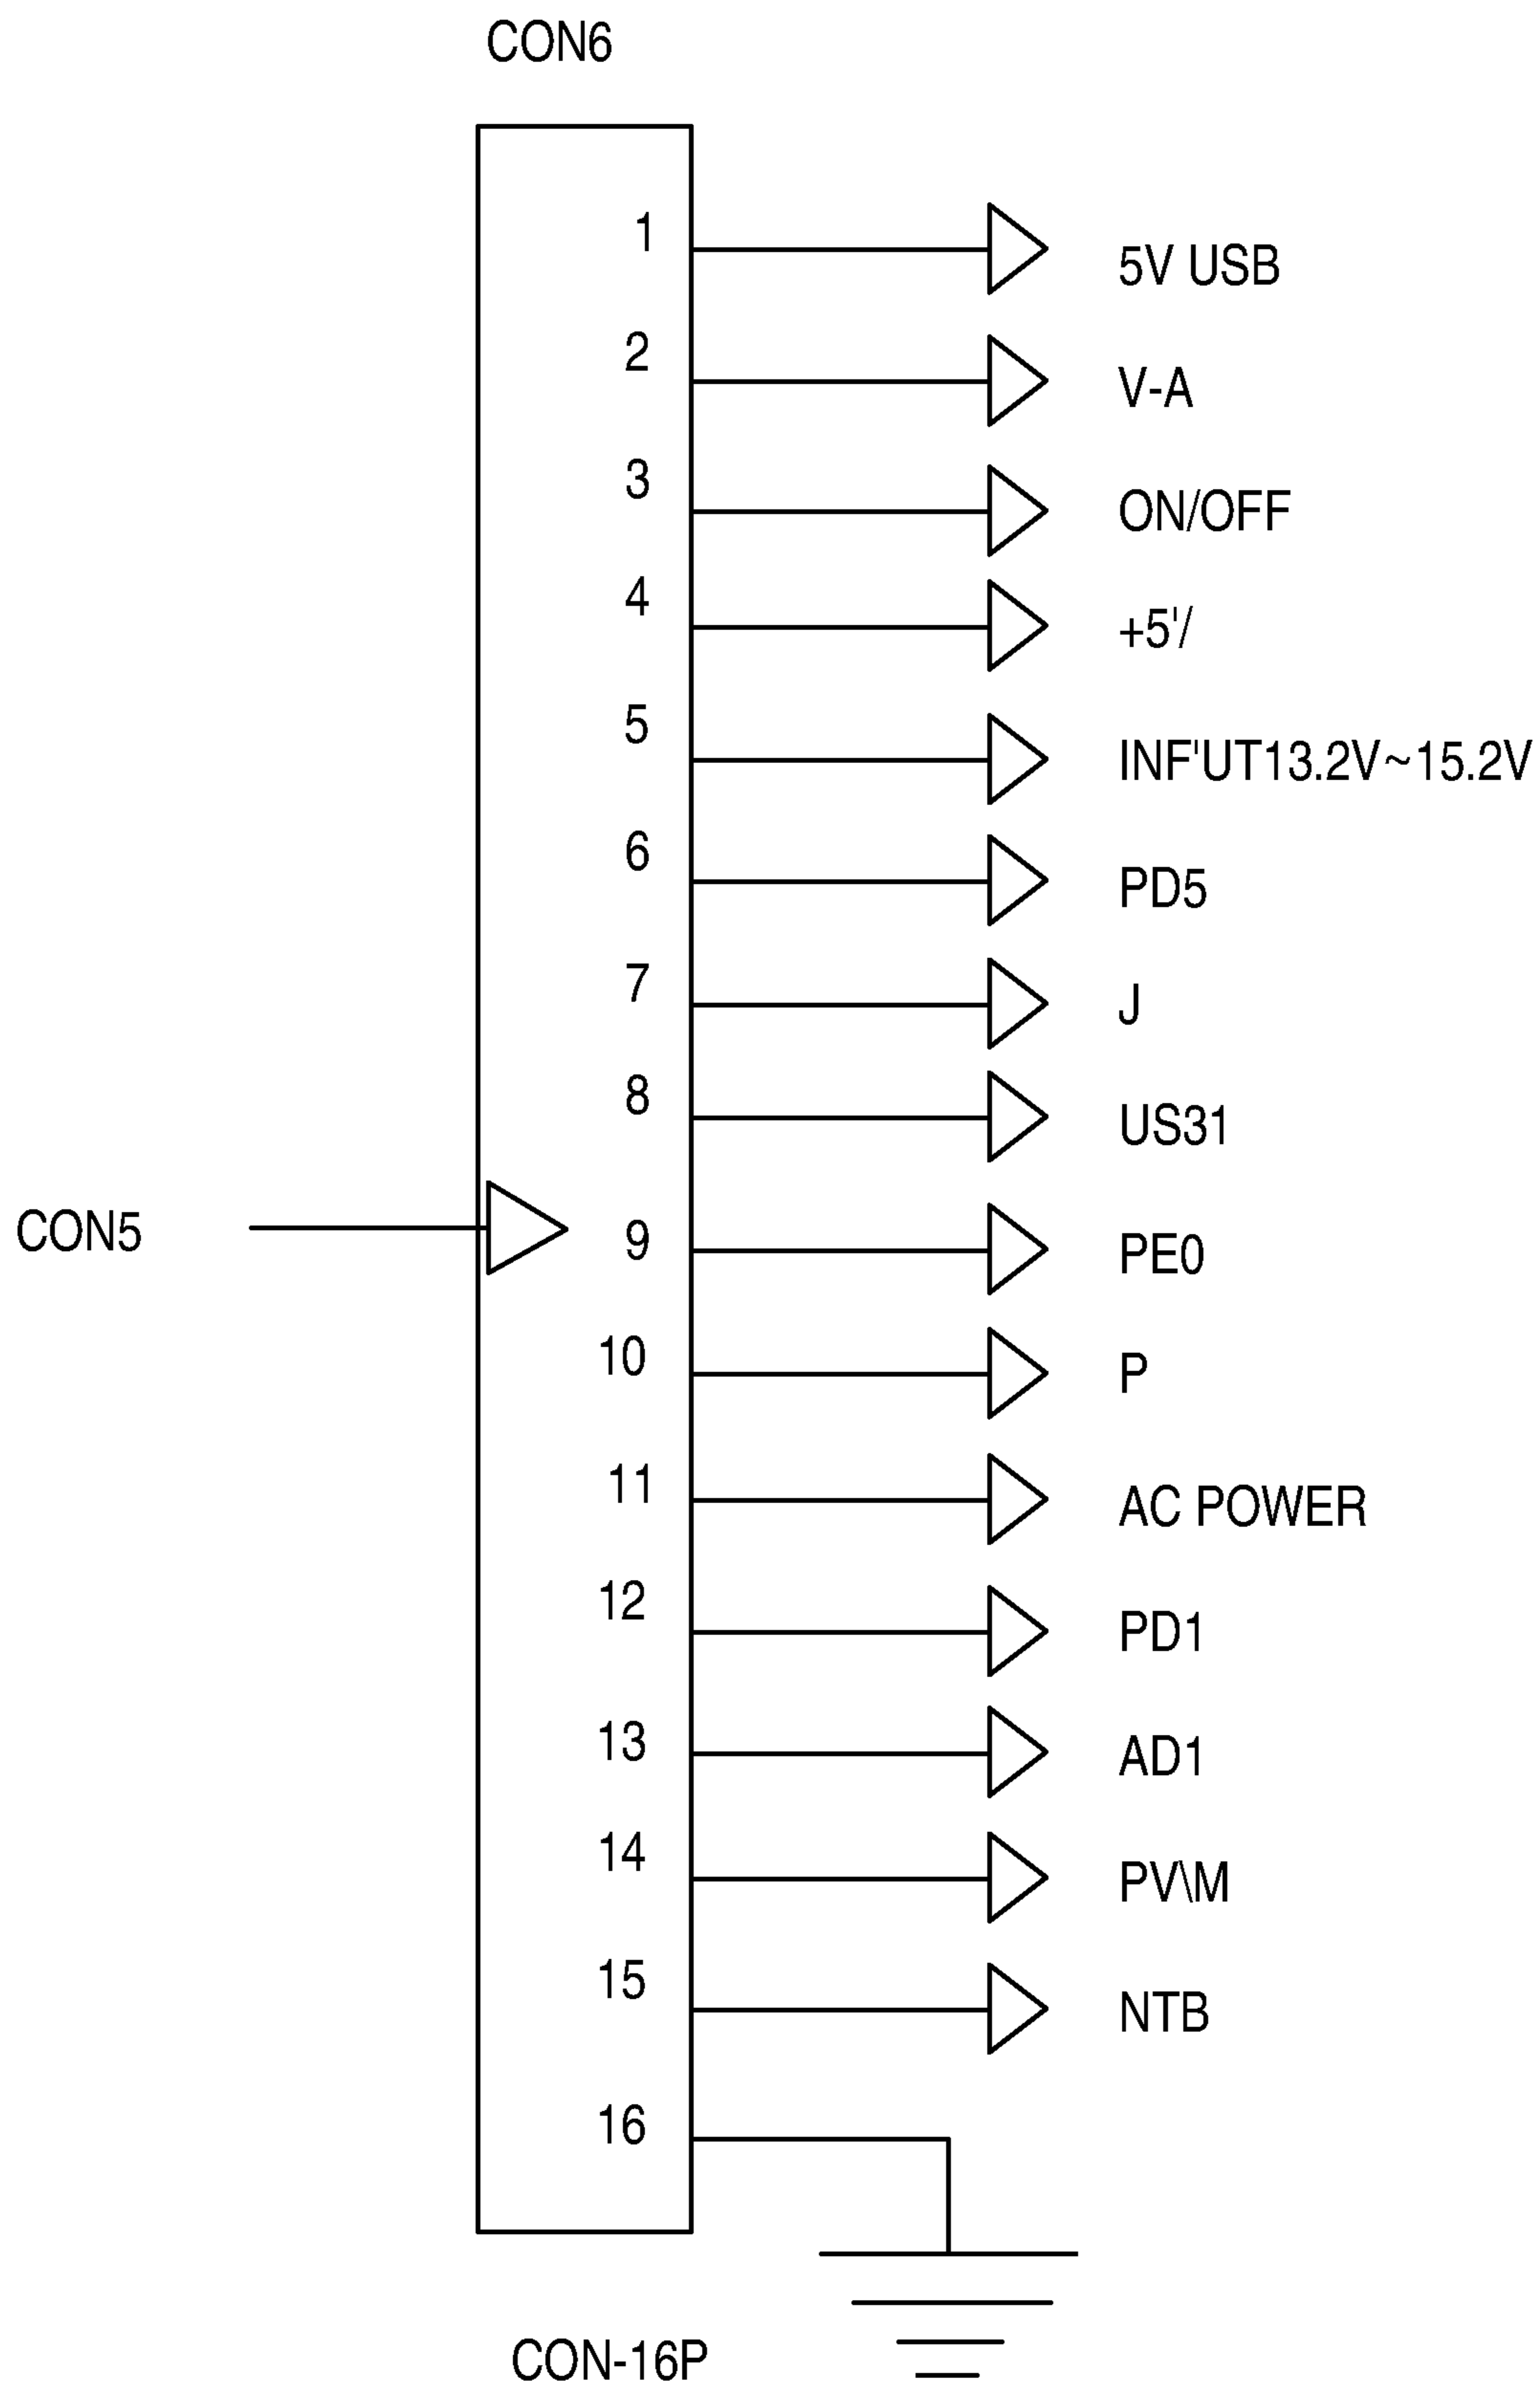 CON6
1 5V USB
2 V-A
3 ON/OFF
4 +5'/
5 INF'UT13.2V~15.2V
6 PD5
7 J
8 US31
CON5 9 PE0
10 P
11 AC POWER
12 PD1
13 AD1
14 PV\M
15 NTB
16
CON-16P